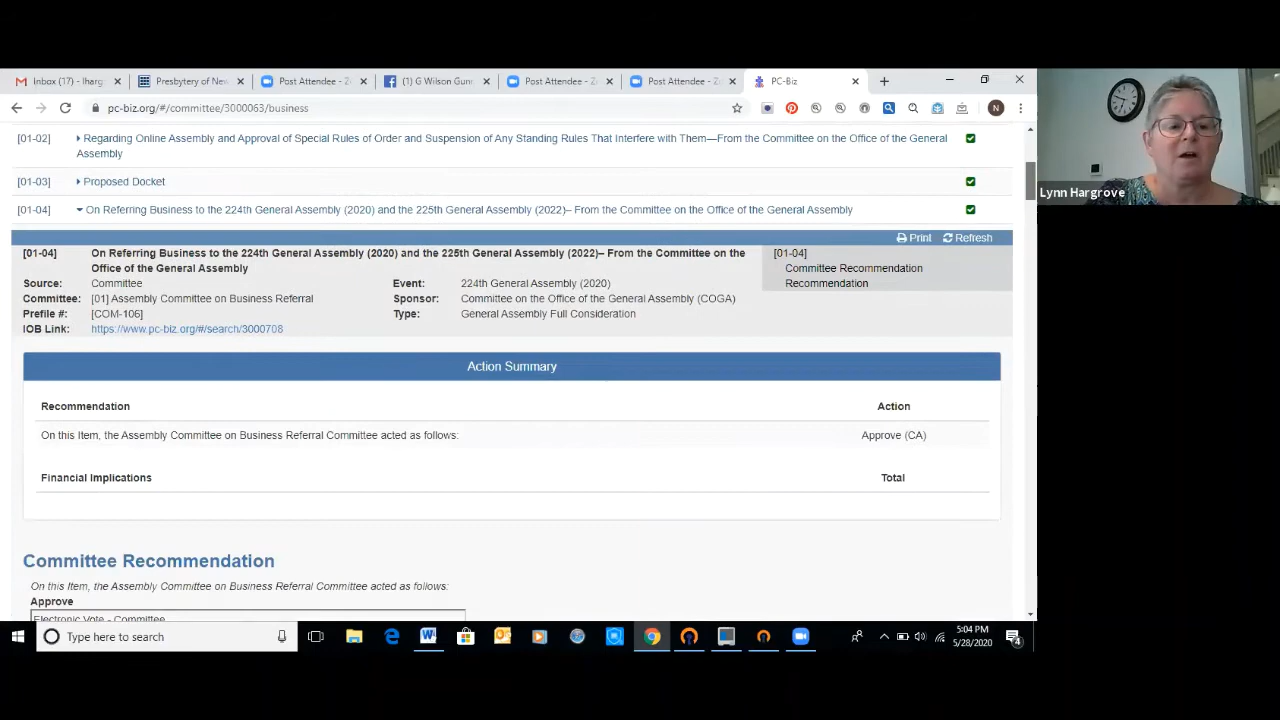 Inbox (17) - lharg
Presbytery of New
Post Attendee - Z
(1) G Wilson Gunn
Post Attendee - Z
Post Attendee - Z
PC-Biz
pc-biz.org/#/committee/3000063/business
N
[01-02] Regarding Online Assembly and Approval of Special Rules of Order and Suspension of Any Standing Rules That Interfere with Them—From the Committee on the Office of the General
Assembly
[01-03] Proposed Docket
[01-04] On Referring Business to the 224th General Assembly (2020) and the 225th General Assembly (2022)– From the Committee on the Office of the General Assembly
Print Refresh
[01-04] On Referring Business to the 224th General Assembly (2020) and the 225th General Assembly (2022)– From the Committee on the
Office of the General Assembly
[01-04]
Committee Recommendation
Recommendation
Source: Committee Event: 224th General Assembly (2020)
Committee: [01] Assembly Committee on Business Referral Sponsor: Committee on the Office of the General Assembly (COGA)
Prefile #: [COM-106] Type: General Assembly Full Consideration
IOB Link: https://www.pc-biz.org/#/search/3000708
Action Summary
Recommendation Action
On this Item, the Assembly Committee on Business Referral Committee acted as follows: Approve (CA)
Financial Implications Total
Committee Recommendation
On this Item, the Assembly Committee on Business Referral Committee acted as follows:
Approve
Electronic Vote - Committee
Type here to search
5:04 PM
5/28/2020
4
Lynn Hargrove